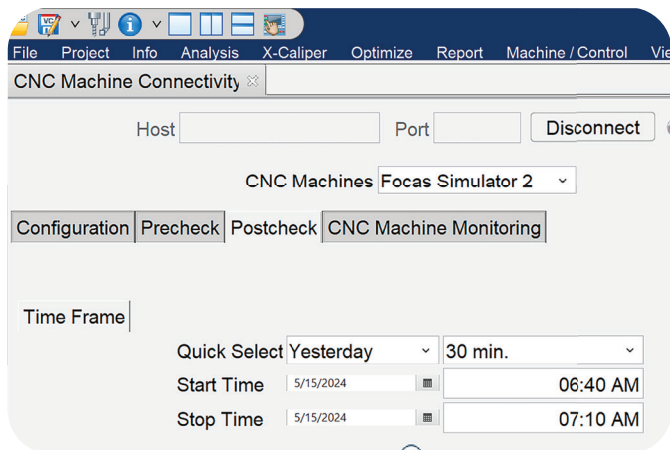 VC
File Project Info Analysis X-Caliper Optimize Report Machine / Control
CNC Machine Connectivity
Host Port Disconnect
CNC Machines Focas Simulator 2
Configuration Precheck Postcheck CNC Machine Monitoring
Time Frame
Quick Select Yesterday 30 min.
Start Time 5/15/2024 06:40 AM
Stop Time 5/15/2024 07:10 AM